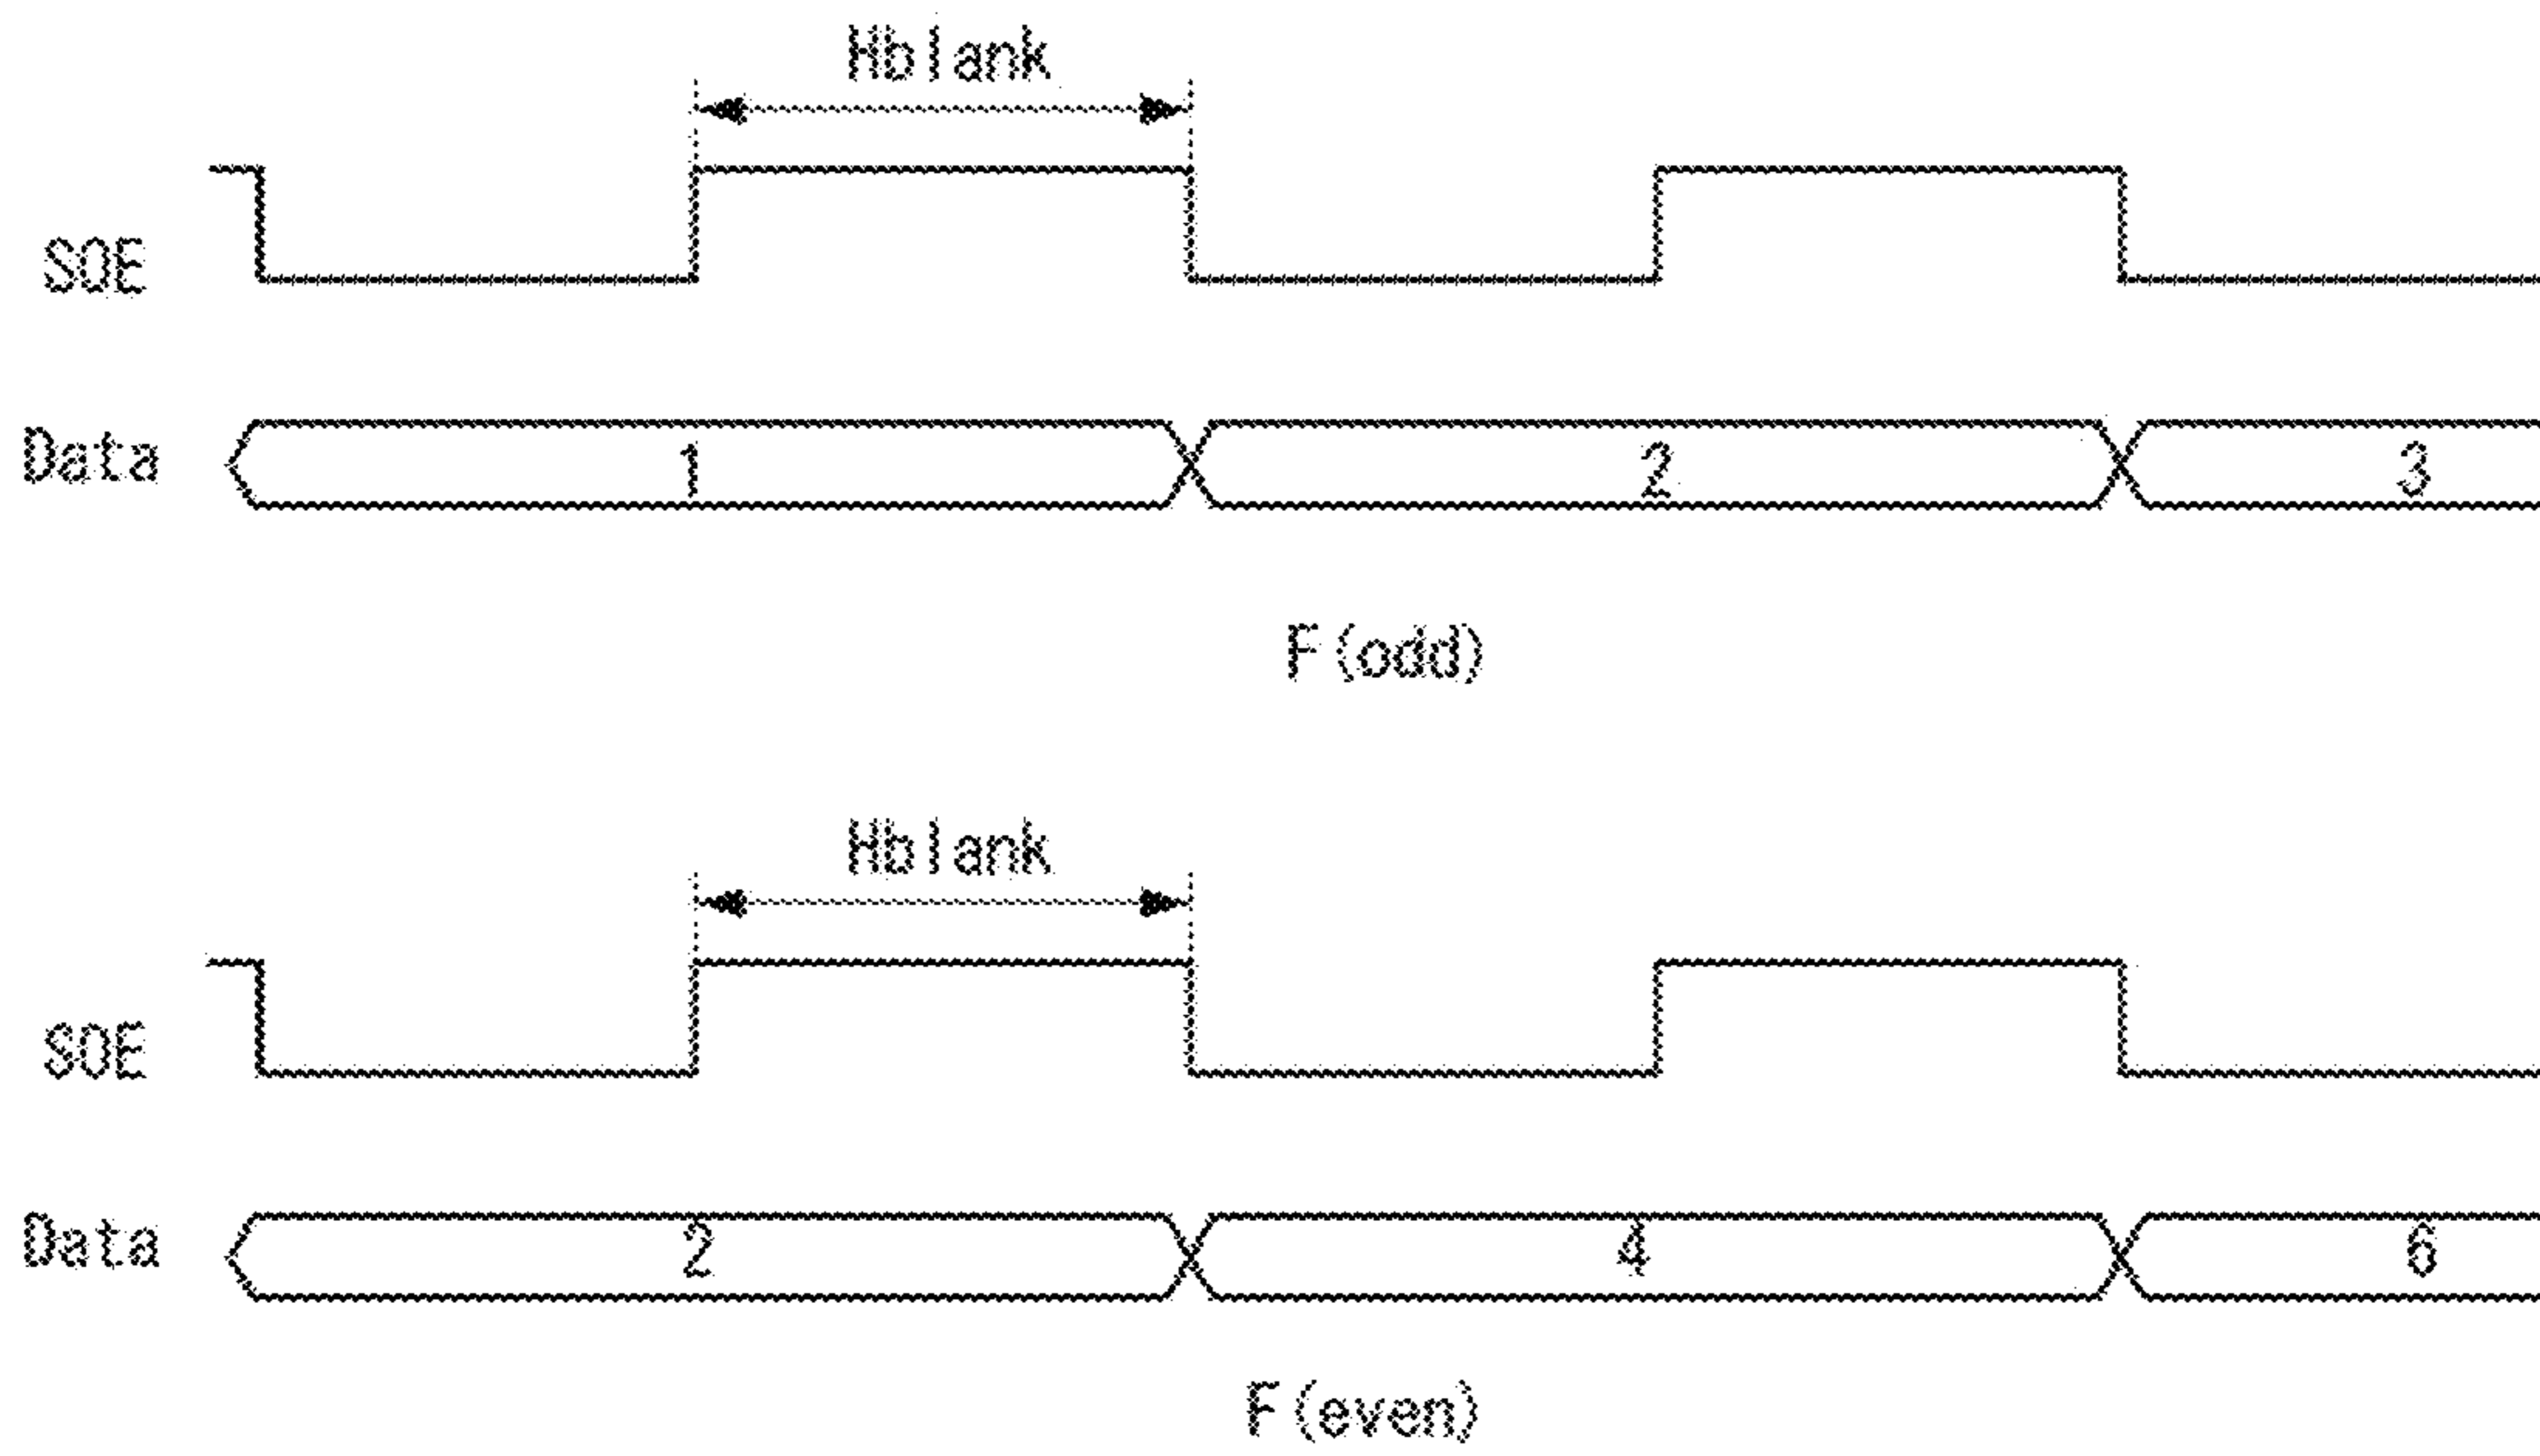 Hblank
SOE
Data 1 2 3
F(odd)
Hblank
SOE
Data 2 4 6
F(even)